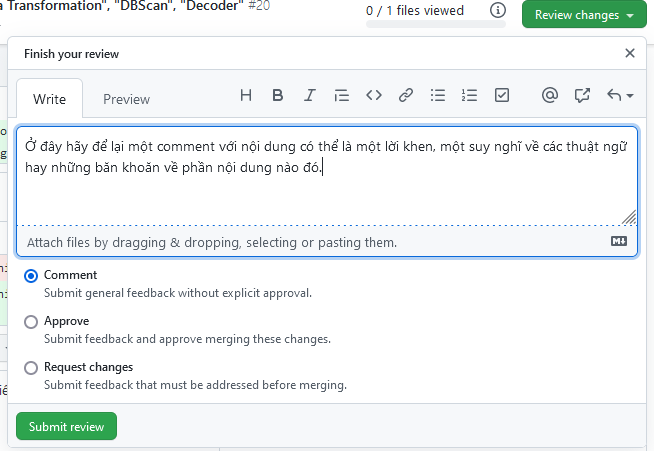 a Transformation", "DBScan", "Decoder" #20
0 / 1 files viewed
Review changes
Finish your review
Write
Preview
Ở đây hãy để lại một comment với nội dung có thể là một lời khen, một suy nghĩ về các thuật ngữ
hay những băn khoăn về phần nội dung nào đó.
Attach files by dragging & dropping, selecting or pasting them.
Comment
Submit general feedback without explicit approval.
Approve
Submit feedback and approve merging these changes.
Request changes
Submit feedback that must be addressed before merging.
Submit review